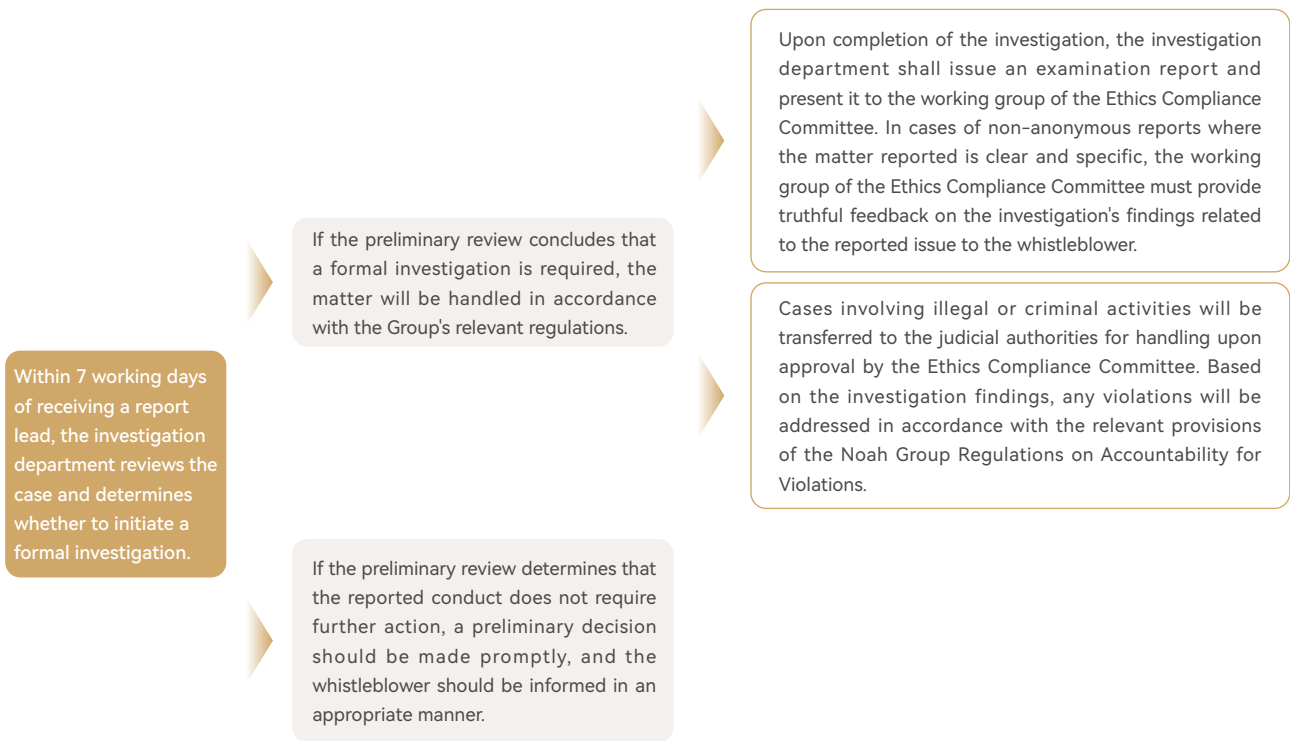 Within 7 working days
of receiving a report
lead, the investigation
department reviews the
case and determines
whether to initiate a
formal investigation.
If the preliminary review concludes that
a formal investigation is required, the
matter will be handled in accordance
with the Group's relevant regulations.
Upon completion of the investigation, the investigation
department shall issue an examination report and
present it to the working group of the Ethics Compliance
Committee. In cases of non-anonymous reports where
the matter reported is clear and specific, the working
group of the Ethics Compliance Committee must provide
truthful feedback on the investigation's findings related
to the reported issue to the whistleblower.
Cases involving illegal or criminal activities will be
transferred to the judicial authorities for handling upon
approval by the Ethics Compliance Committee. Based
on the investigation findings, any violations will be
addressed in accordance with the relevant provisions
of the Noah Group Regulations on Accountability for
Violations.
If the preliminary review determines that
the reported conduct does not require
further action, a preliminary decision
should be made promptly, and the
whistleblower should be informed in an
appropriate manner.